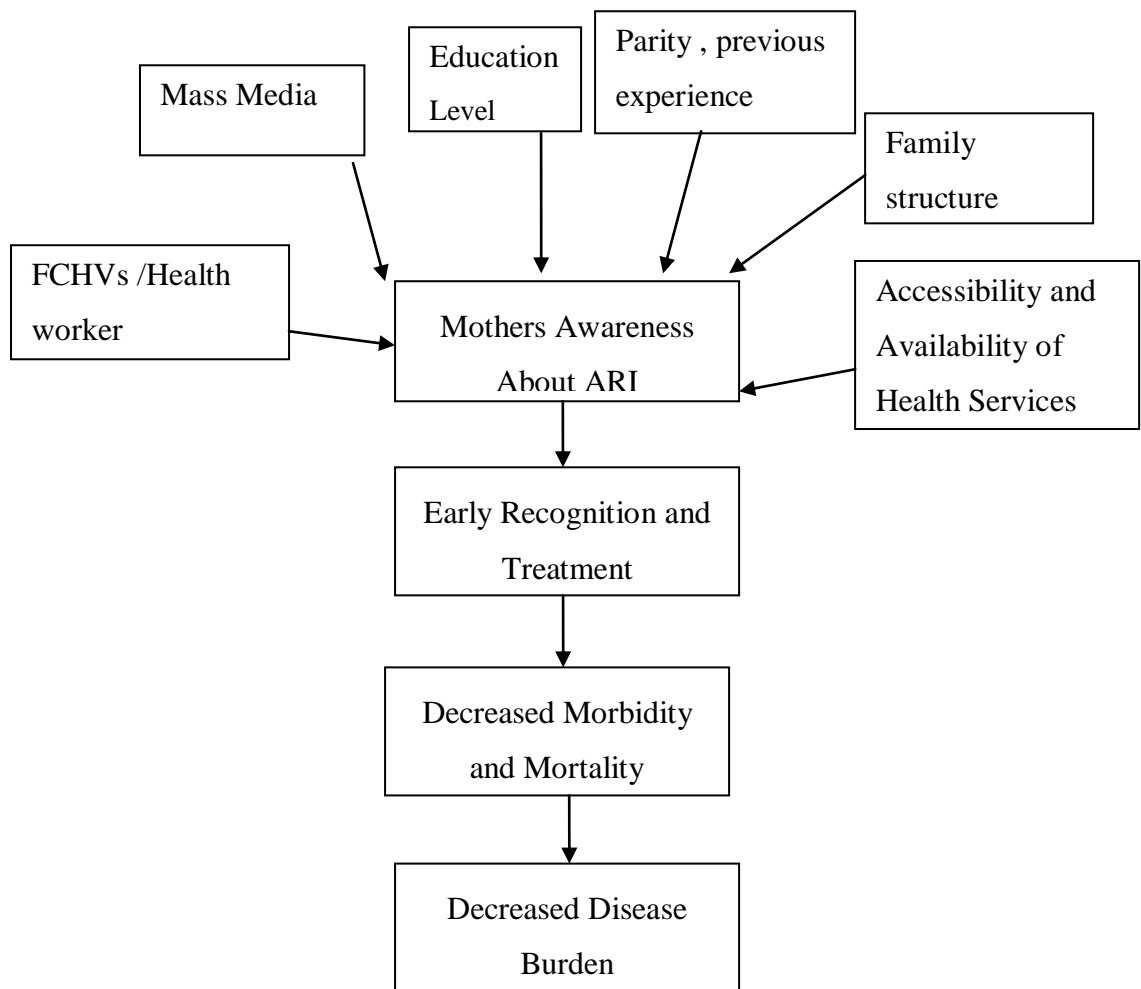 Mass Media
Education
Level
Parity , previous
experience
Family
structure
FCHVs /Health
worker
Mothers Awareness
About ARI
Accessibility and
Availability of
Health Services
Early Recognition and
Treatment
Decreased Morbidity
and Mortality
Decreased Disease
Burden